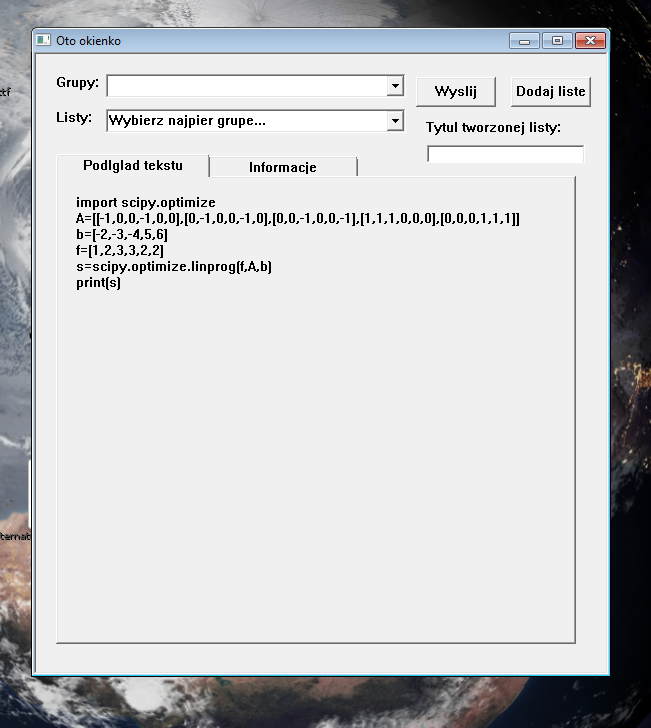 Oto okienko
Grupy:
Wyslij
Dodaj liste
Listy:
Wybierz najpier grupe...
Tytul tworzonej listy:
Podlglad tekstu
Informacje
import scipy.optimize
A=[[-1,0,0,-1,0,0],[0,-1,0,0,-1,0],[0,0,-1,0,0,-1],[1,1,1,0,0,0],[0,0,0,1,1,1]]
b=[-2,-3,-4,5,6]
f=[1,2,3,3,2,2]
s=scipy.optimize.linprog(f,A,b)
print(s)